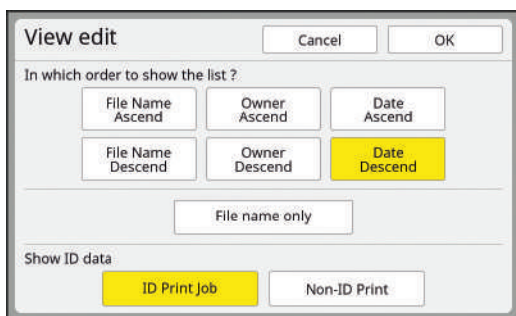 View edit
Cancel
OK
In which order to show the list ?
File Name
Ascend
Owner
Ascend
Date
Ascend
File Name
Descend
Owner
Descend
Date
Descend
File name only
Show ID data
ID Print Job
Non-ID Print